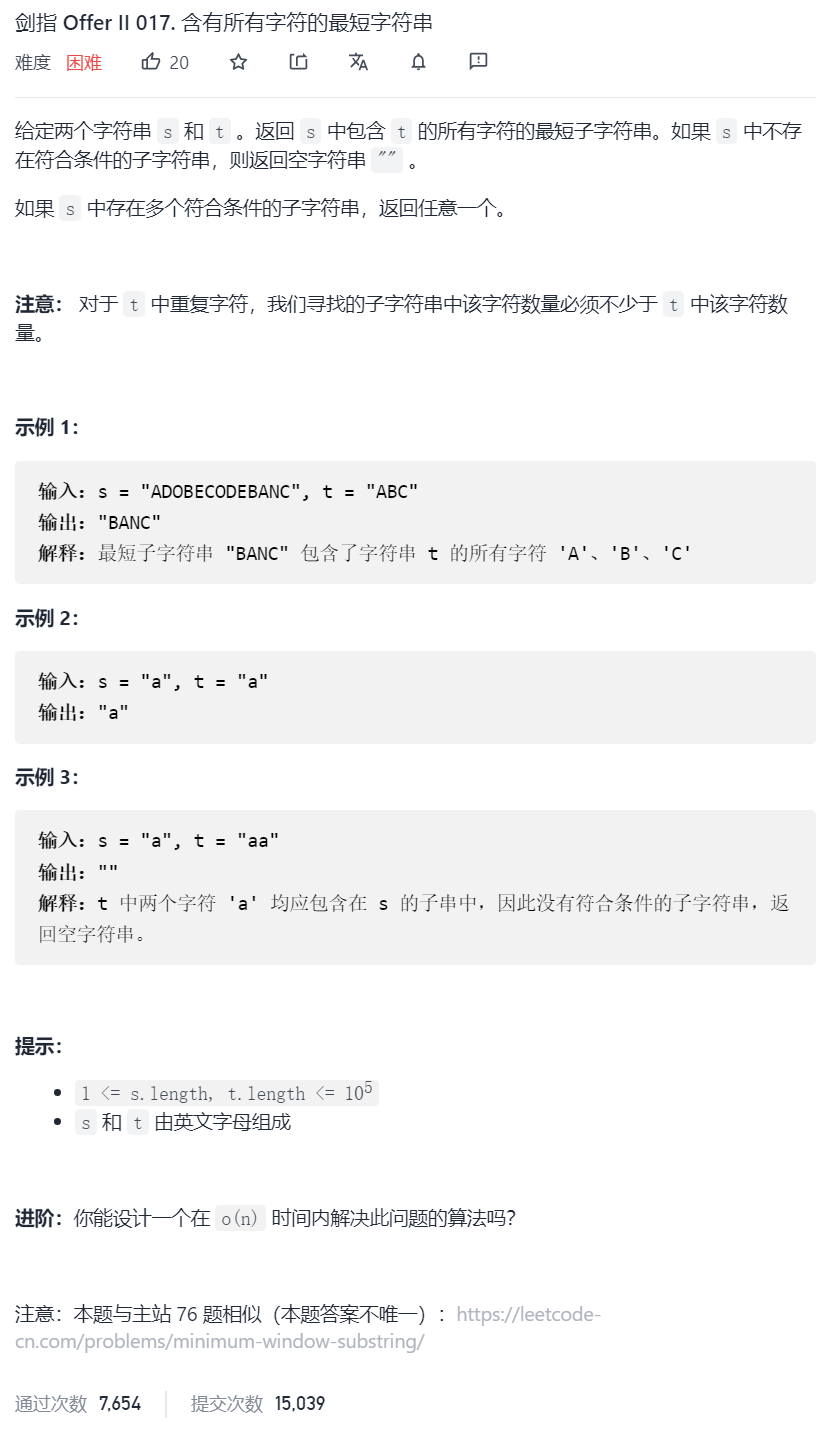 剑指 Offer II 017. 含有所有字符的最短字符串
难度 困难 20
给定两个字符串 s 和 t 。返回 s 中包含 t 的所有字符的最短子字符串。如果 s 中不存
在符合条件的子字符串，则返回空字符串 "" 。
如果 s 中存在多个符合条件的子字符串，返回任意一个。
注意： 对于 t 中重复字符，我们寻找的子字符串中该字符数量必须不少于 t 中该字符数
量。
示例 1：
输入：s = "ADOBECODEBANC", t = "ABC"
输出："BANC"
解释：最短子字符串 "BANC" 包含了字符串 t 的所有字符 'A'、'B'、'C'
示例 2：
输入：s = "a", t = "a"
输出："a"
示例 3：
输入：s = "a", t = "aa"
输出：""
解释：t 中两个字符 'a' 均应包含在 s 的子串中，因此没有符合条件的子字符串，返
回空字符串。
提示：
• 1 <= s.length, t.length <= 10⁵
• s 和 t 由英文字母组成
进阶：你能设计一个在 o(n) 时间内解决此问题的算法吗？
注意：本题与主站 76 题相似（本题答案不唯一）：https://leetcode-
cn.com/problems/minimum-window-substring/
通过次数 7,654 提交次数 15,039